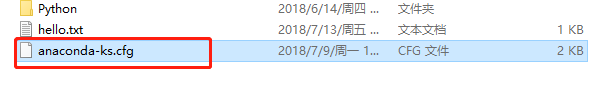 Python 2018/6/14/周四 ... 文件夹
hello.txt 2018/7/13/周五 ... 文本文档 1 KB
anaconda-ks.cfg 2018/7/9/周一 1... CFG 文件 2 KB